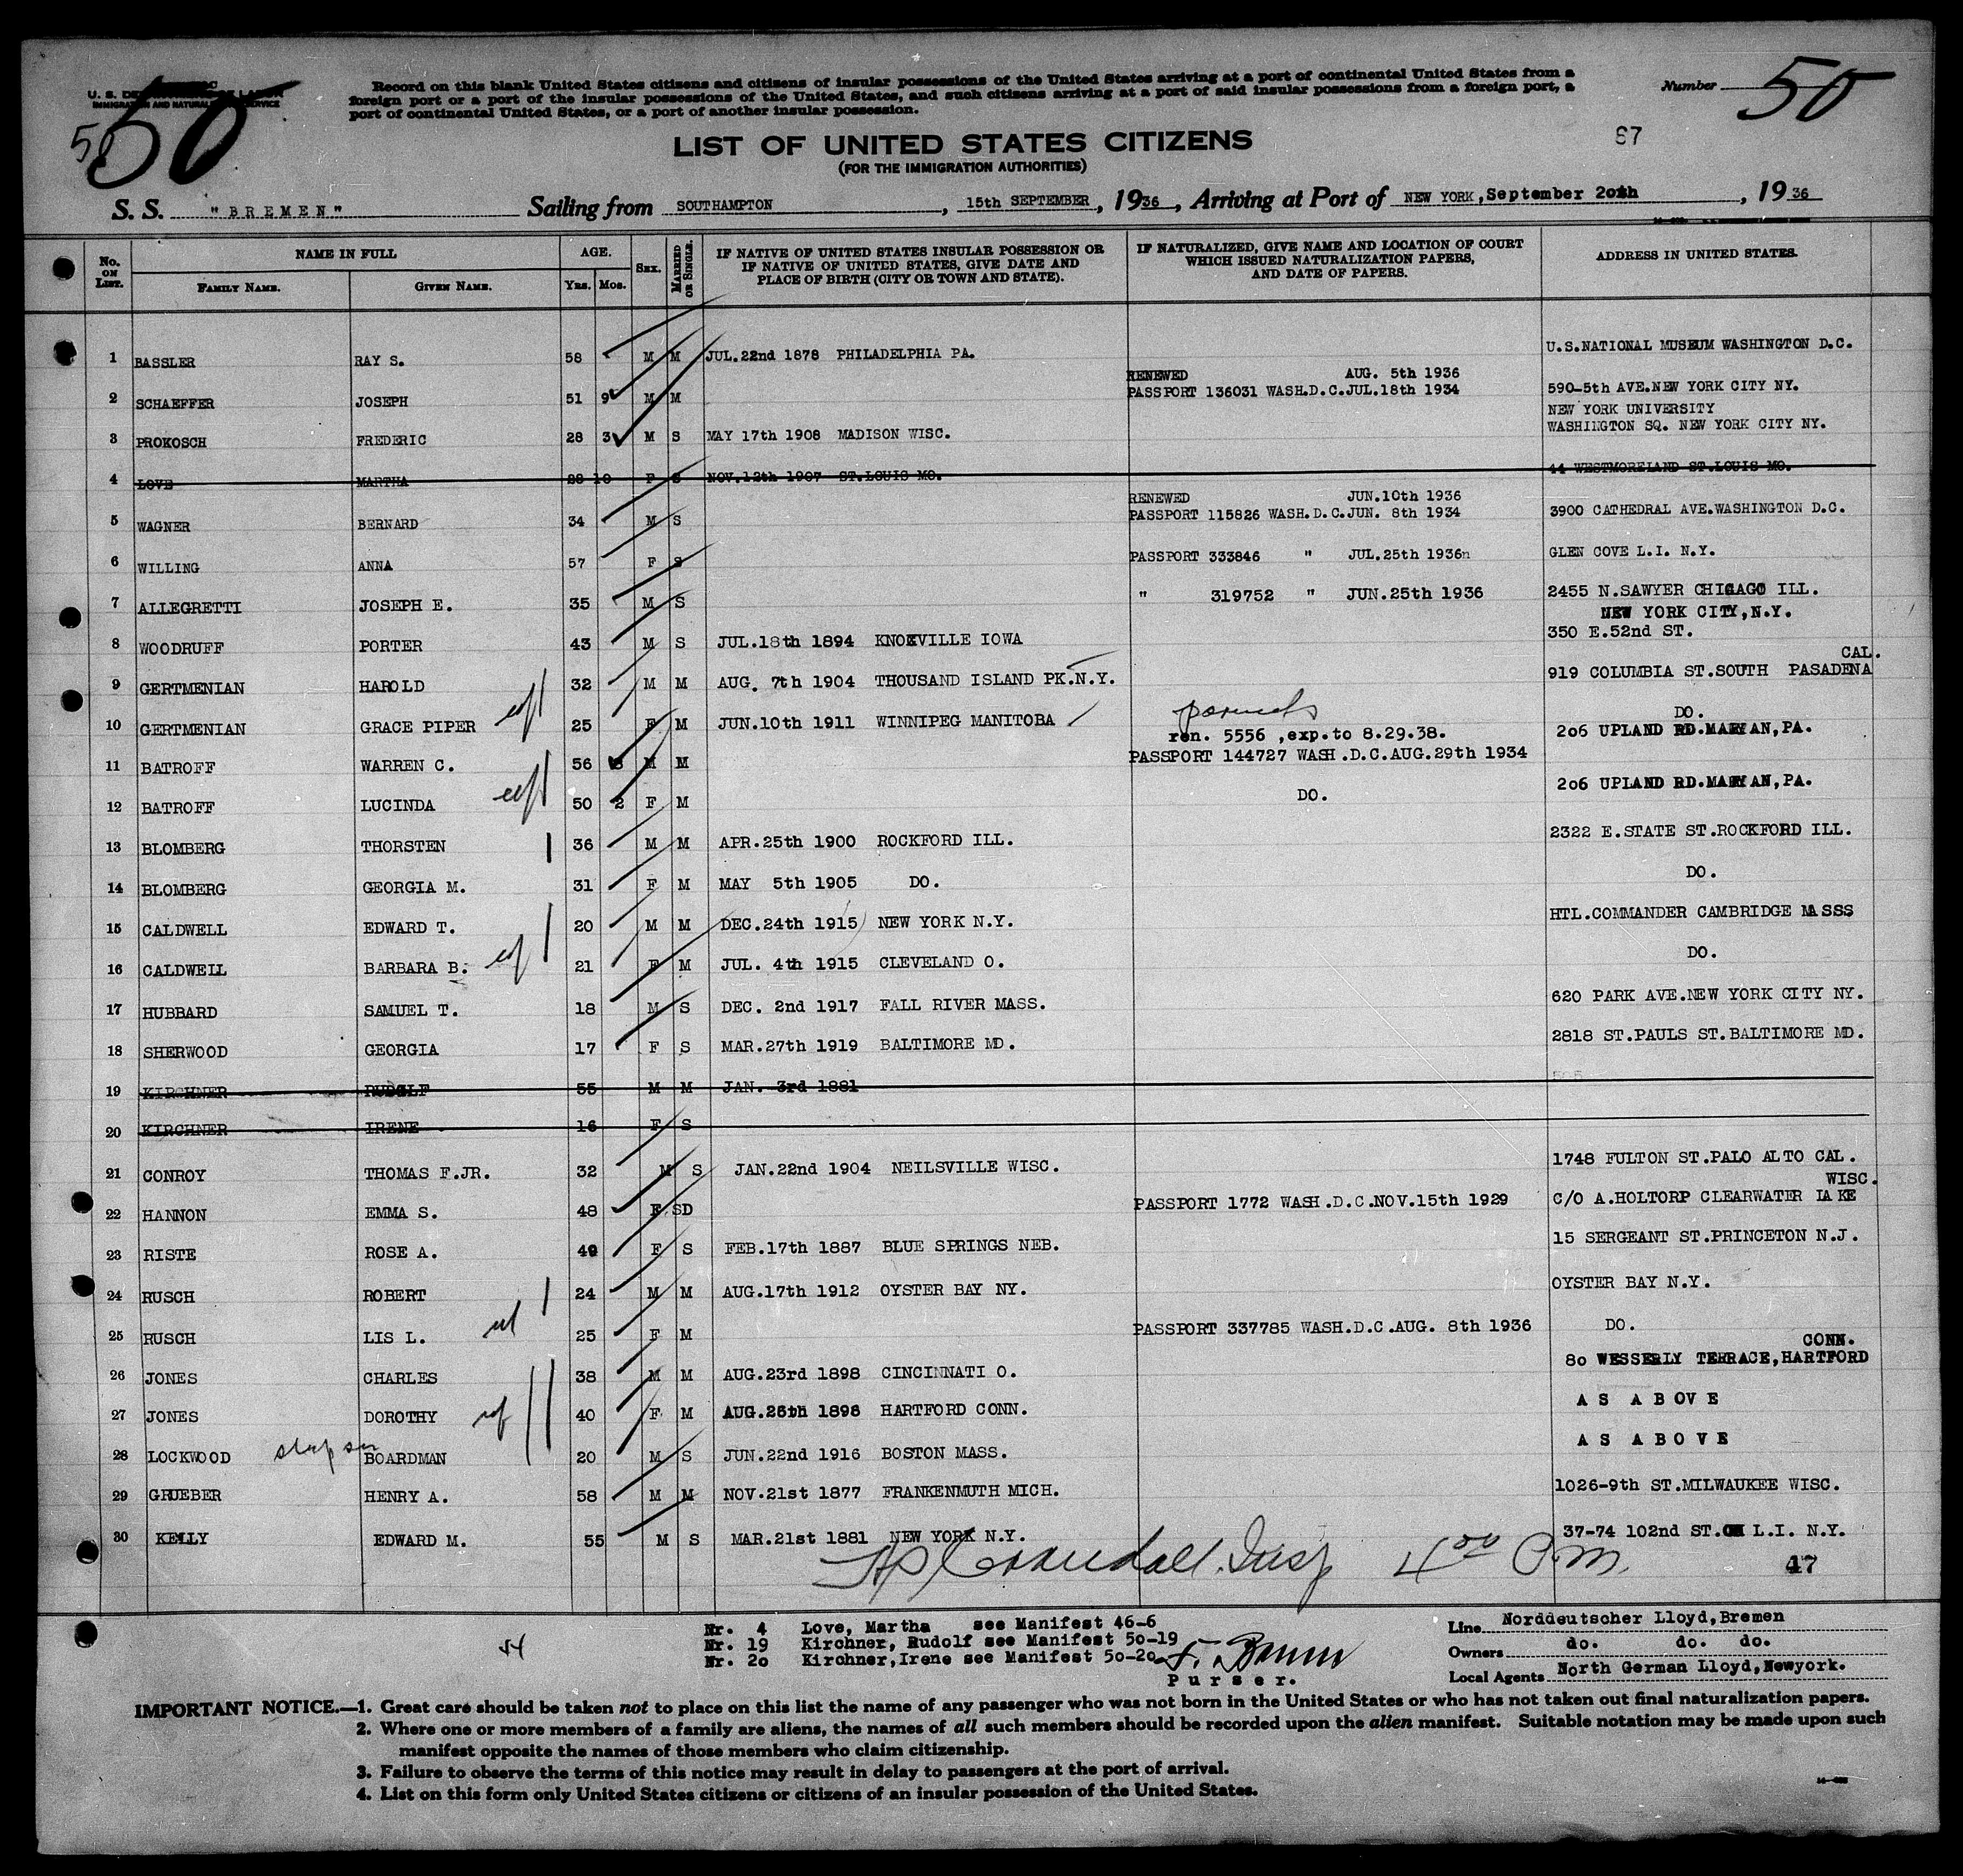 U. S. DEPARTMENT OF LABOR
IMMIGRATION AND NATURALIZATION SERVICE
50
5
Record on this blank United States citizens and citizens of insular possessions of the United States arriving at a port of continental United States from a
foreign port or a port of the insular possessions of the United States, and such citizens arriving at a port of said insular possessions from a foreign port, a
port of continental United States, or a port of another insular possession.
Number 50
67
LIST OF UNITED STATES CITIZENS
(FOR THE IMMIGRATION AUTHORITIES)
S. S. "BREMEN" Sailing from SOUTHAMPTON, 15th SEPTEMBER, 1936, Arriving at Port of NEW YORK, September 20th, 1936
No. ON LIST. NAME IN FULL FAMILY NAME. GIVEN NAME. AGE. Yrs. Mos. SEX. MARRIED OR SINGLE. IF NATIVE OF UNITED STATES INSULAR POSSESSION OR IF NATIVE OF UNITED STATES, GIVE DATE AND PLACE OF BIRTH (CITY OR TOWN AND STATE). IF NATURALIZED, GIVE NAME AND LOCATION OF COURT WHICH ISSUED NATURALIZATION PAPERS, AND DATE OF PAPERS. ADDRESS IN UNITED STATES.
1 BASSLER RAY S. 58 M M JUL.22nd 1878 PHILADELPHIA PA. U.S.NATIONAL MUSEUM WASHINGTON D.C.
RENEWED AUG. 5th 1936
2 SCHAEFFER JOSEPH 51 9 M M PASSPORT 136031 WASH.D.C.JUL.18th 1934 590-5th AVE.NEW YORK CITY NY.
NEW YORK UNIVERSITY
3 PROKOSCH FREDERIC 28 3 M S MAY 17th 1908 MADISON WISC. WASHINGTON SQ. NEW YORK CITY NY.
4 LOVE MARTHA 28 10 F S NOV.12th 1907 ST.LOUIS MO. 44 WESTMORELAND ST.LOUIS MO.
RENEWED JUN.10th 1936
5 WAGNER BERNARD 34 M S PASSPORT 115826 WASH.D.C.JUN. 8th 1934 3900 CATHEDRAL AVE.WASHINGTON D.C.
6 WILLING ANNA 57 F S PASSPORT 333846 " JUL.25th 1936 GLEN COVE L.I. N.Y.
7 ALLEGRETTI JOSEPH E. 35 M S " 319752 " JUN.25th 1936 2455 N.SAWYER CHICAGO ILL.
NEW YORK CITY,N.Y.
8 WOODRUFF PORTER 43 M S JUL.18th 1894 KNOXVILLE IOWA 350 E.52nd ST.
CAL.
9 GERTMENIAN HAROLD 32 M M AUG. 7th 1904 THOUSAND ISLAND PK.N.Y. 919 COLUMBIA ST.SOUTH PASADENA
10 GERTMENIAN GRACE PIPER 25 F M JUN.10th 1911 WINNIPEG MANITOBA parents DO.
ren. 5556 ,exp.to 8.29.38. 206 UPLAND RD.MARYAN,PA.
11 BATROFF WARREN C. 56 M M PASSPORT 144727 WASH.D.C.AUG.29th 1934
12 BATROFF LUCINDA 50 2 F M DO. 206 UPLAND RD.MARYAN,PA.
13 BLOMBERG THORSTEN 36 M M APR.25th 1900 ROCKFORD ILL. 2322 E.STATE ST.ROCKFORD ILL.
14 BLOMBERG GEORGIA M. 31 F M MAY 5th 1905 DO. DO.
15 CALDWELL EDWARD T. 20 M M DEC.24th 1915 NEW YORK N.Y. HTL.COMMANDER CAMBRIDGE MASSS
16 CALDWELL BARBARA B. 21 F M JUL. 4th 1915 CLEVELAND O. DO.
17 HUBBARD SAMUEL T. 18 M S DEC. 2nd 1917 FALL RIVER MASS. 620 PARK AVE.NEW YORK CITY NY.
18 SHERWOOD GEORGIA 17 F S MAR.27th 1919 BALTIMORE MD. 2818 ST.PAULS ST.BALTIMORE MD.
19 KIRCHNER RUDOLF 55 M M JAN. 3rd 1881
20 KIRCHNER IRENE 16 F S
21 CONROY THOMAS F.JR. 32 M S JAN.22nd 1904 NEILSVILLE WISC. 1748 FULTON ST.PALO ALTO CAL.
WISC.
22 HANNON EMMA S. 48 F SD PASSPORT 1772 WASH.D.C.NOV.15th 1929 C/O A.HOLTORP CLEARWATER LAKE
23 RISTE ROSE A. 49 F S FEB.17th 1887 BLUE SPRINGS NEB. 15 SERGEANT ST.PRINCETON N.J.
24 RUSCH ROBERT 24 M M AUG.17th 1912 OYSTER BAY NY. OYSTER BAY N.Y.
25 RUSCH LIS L. 25 F M PASSPORT 337785 WASH.D.C.AUG. 8th 1936 DO.
CONN.
26 JONES CHARLES 38 M M AUG.23rd 1898 CINCINNATI O. 80 WESSERLY TERRACE,HARTFORD
27 JONES DOROTHY 40 F M AUG.26th 1896 HARTFORD CONN. AS ABOVE
28 LOCKWOOD step son BOARDMAN 20 M S JUN.22nd 1916 BOSTON MASS. AS ABOVE
29 GRUEBER HENRY A. 58 M M NOV.21st 1877 FRANKENMUTH MICH. 1026-9th ST.MILWAUKEE WISC.
30 KELLY EDWARD M. 55 M S MAR.21st 1881 NEW YORK N.Y. 37-74 102nd ST. L.I. N.Y.
Crandall. Insp 4 00 P.m. 47
Nr. 4 Love, Martha see Manifest 46-6
Nr. 19 Kirchner, Rudolf see Manifest 50-19
Nr. 20 Kirchner,Irene see Manifest 50-20
Purser.
Line Norddeutscher Lloyd,Bremen
Owners do. do. do.
Local Agents North German Lloyd,Newyork.
IMPORTANT NOTICE.—1. Great care should be taken not to place on this list the name of any passenger who was not born in the United States or who has not taken out final naturalization papers.
2. Where one or more members of a family are aliens, the names of all such members should be recorded upon the alien manifest. Suitable notation may be made upon such
manifest opposite the names of those members who claim citizenship.
3. Failure to observe the terms of this notice may result in delay to passengers at the port of arrival.
4. List on this form only United States citizens or citizens of an insular possession of the United States.